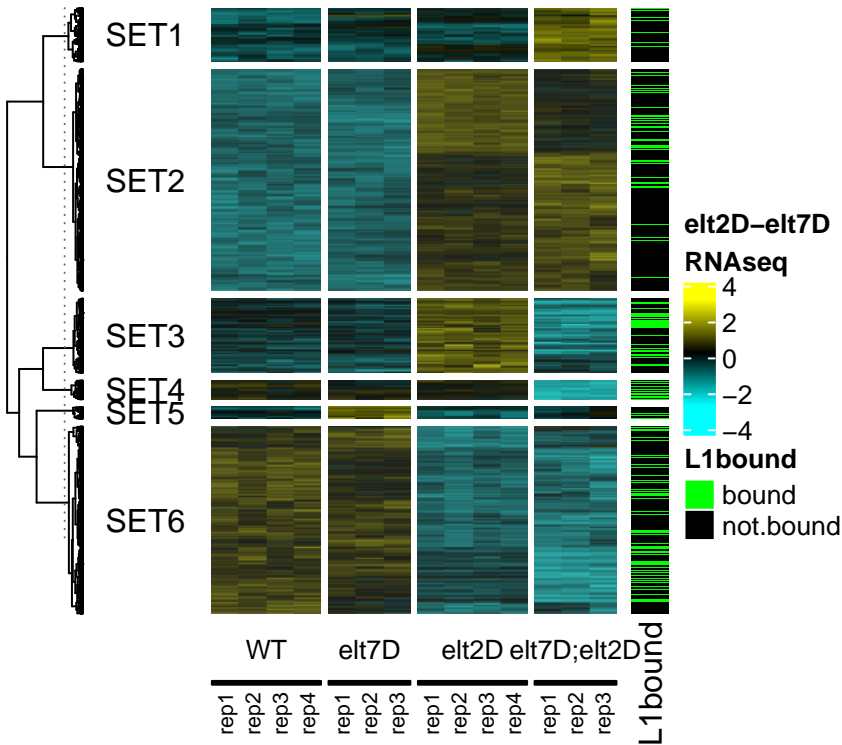 SET1
SET2
SET3
SET4
SET5
SET6
elt2D−elt7D
RNAseq
4
2
0
−2
−4
L1bound
bound
not.bound
WT elt7D elt2D elt7D;elt2D
rep1 rep2 rep3 rep4 rep1 rep2 rep3 rep1 rep2 rep3 rep4 rep1 rep2 rep3
L1bound